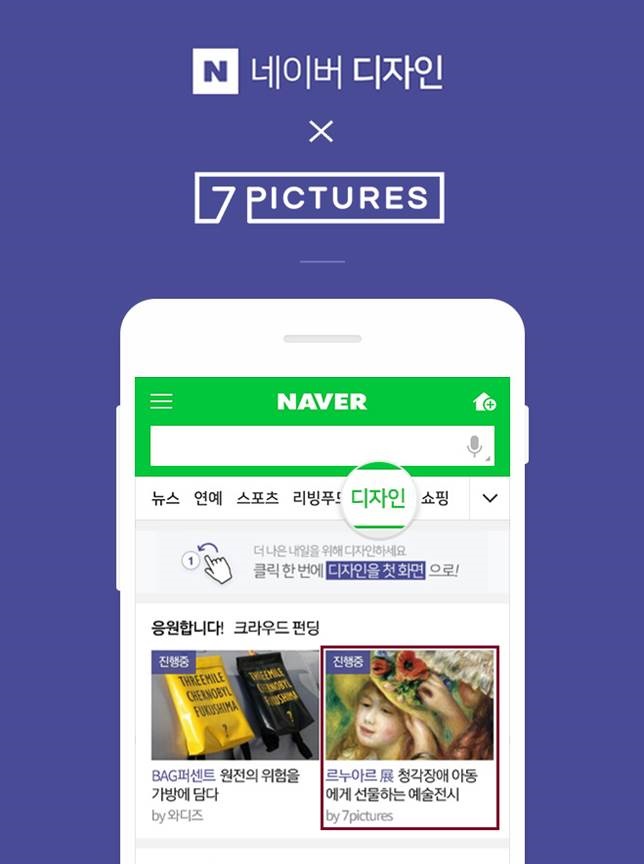 N 네이버 디자인
×
7 PICTURES
NAVER
뉴스 연예 스포츠 리빙푸드 디자인 쇼핑
1
더 나은 내일을 위해 디자인하세요
클릭 한 번에 디자인을 첫 화면 으로!
응원합니다! 크라우드 펀딩
진행중
THREEMILE
CHERNOBYL
FUKUSHIMA
?
THREEMILE
CHERNOBYL
FUKUSHIMA
?
BAG퍼센트 원전의 위험을
가방에 담다
by 와디즈
진행중
르누아르 展 청각장애 아동
에게 선물하는 예술전시
by 7pictures